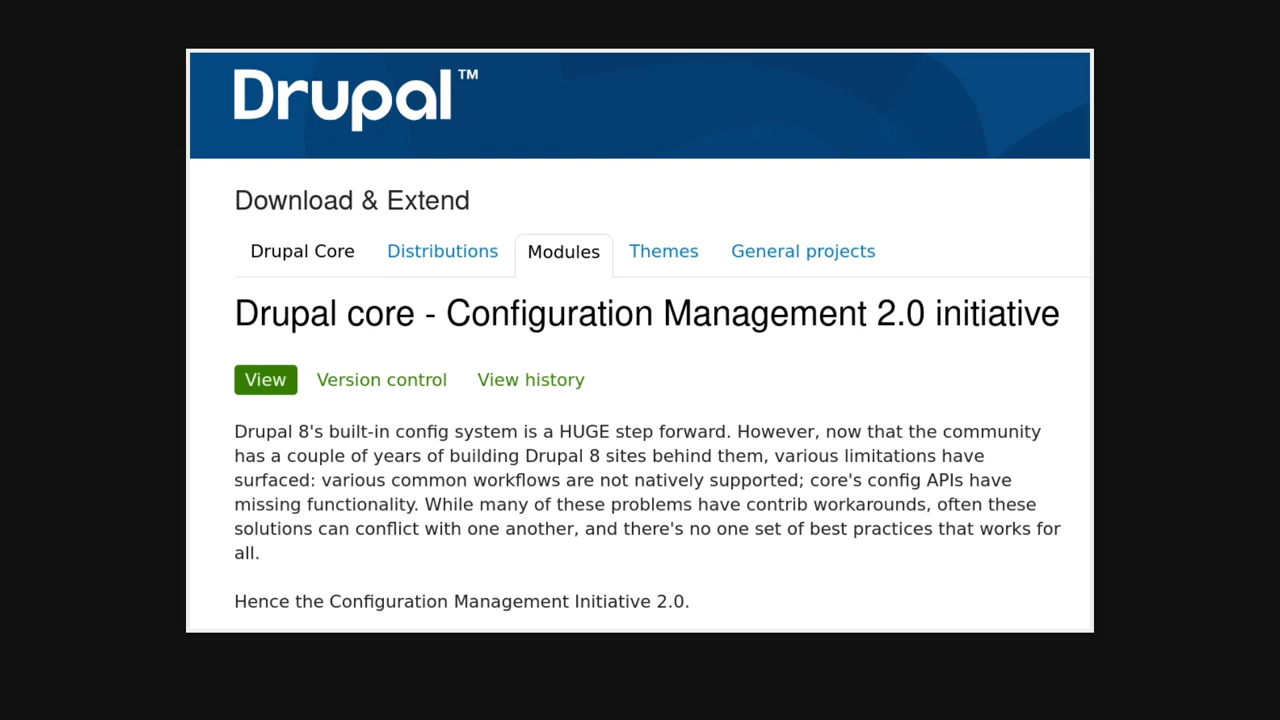 Drupal™
Download & Extend
Drupal Core Distributions Modules Themes General projects
Drupal core - Configuration Management 2.0 initiative
View Version control View history
Drupal 8's built-in config system is a HUGE step forward. However, now that the community
has a couple of years of building Drupal 8 sites behind them, various limitations have
surfaced: various common workflows are not natively supported; core's config APIs have
missing functionality. While many of these problems have contrib workarounds, often these
solutions can conflict with one another, and there's no one set of best practices that works for
all.
Hence the Configuration Management Initiative 2.0.